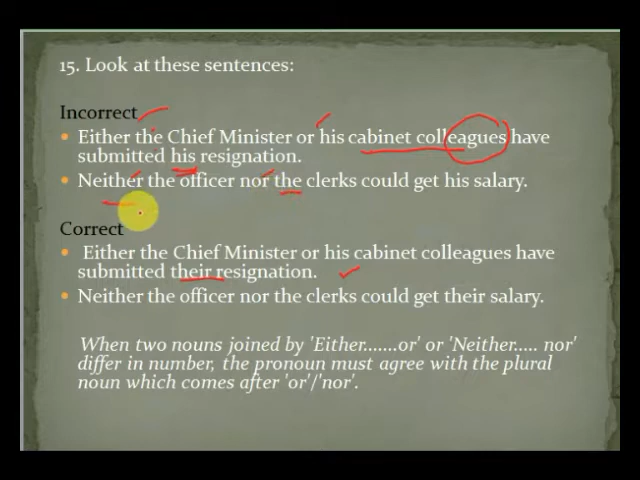 15. Look at these sentences:
Incorrect
• Either the Chief Minister or his cabinet colleagues have
submitted his resignation.
• Neither the officer nor the clerks could get his salary.
Correct
• Either the Chief Minister or his cabinet colleagues have
submitted their resignation.
• Neither the officer nor the clerks could get their salary.
When two nouns joined by 'Either.......or' or 'Neither..... nor'
differ in number, the pronoun must agree with the plural
noun which comes after 'or'/'nor'.